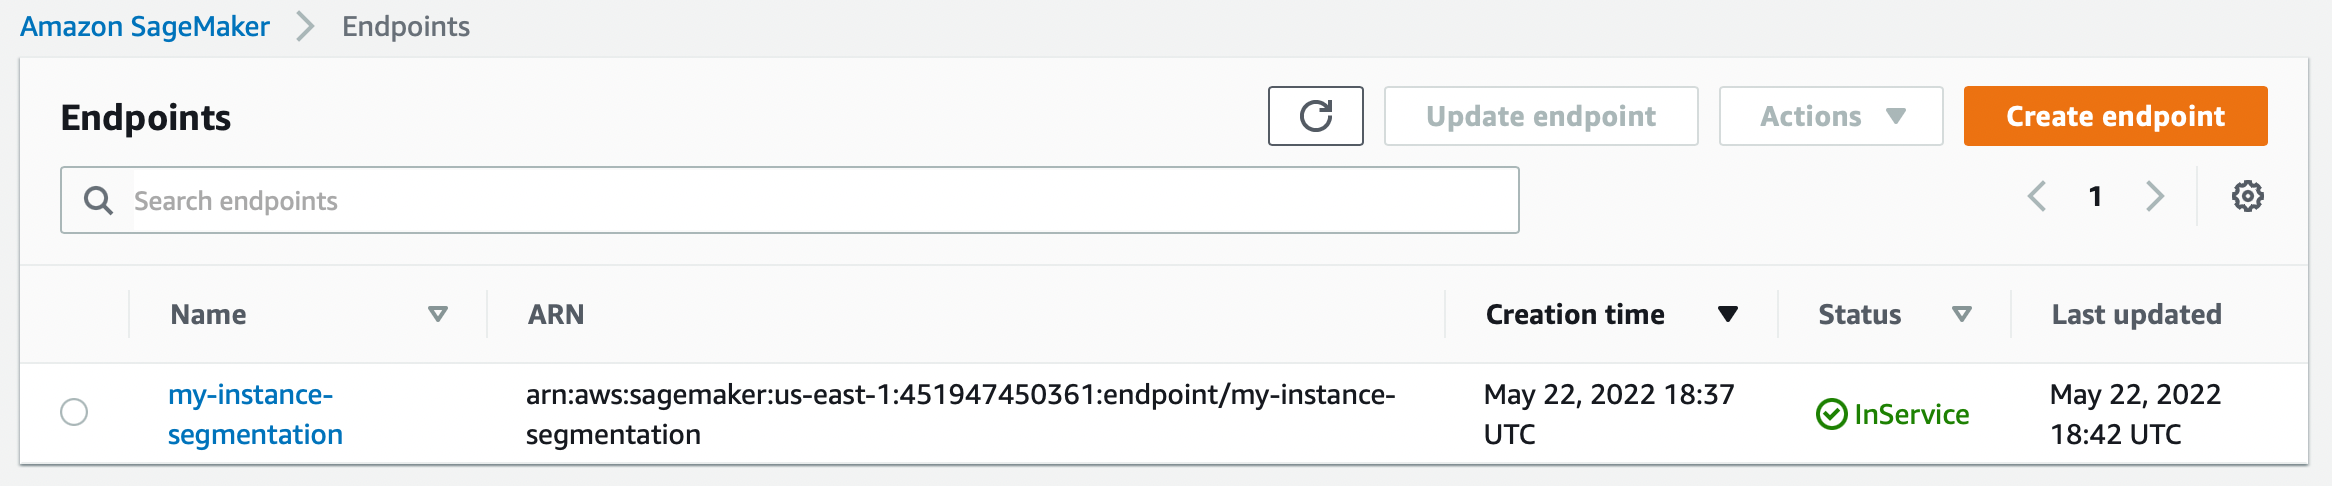 Amazon SageMaker > Endpoints
Endpoints
Update endpoint
Actions
Create endpoint
Search endpoints
1
Name
ARN
Creation time
Status
Last updated
my-instance-
segmentation
arn:aws:sagemaker:us-east-1:451947450361:endpoint/my-instance-
segmentation
May 22, 2022 18:37
UTC
InService
May 22, 2022
18:42 UTC